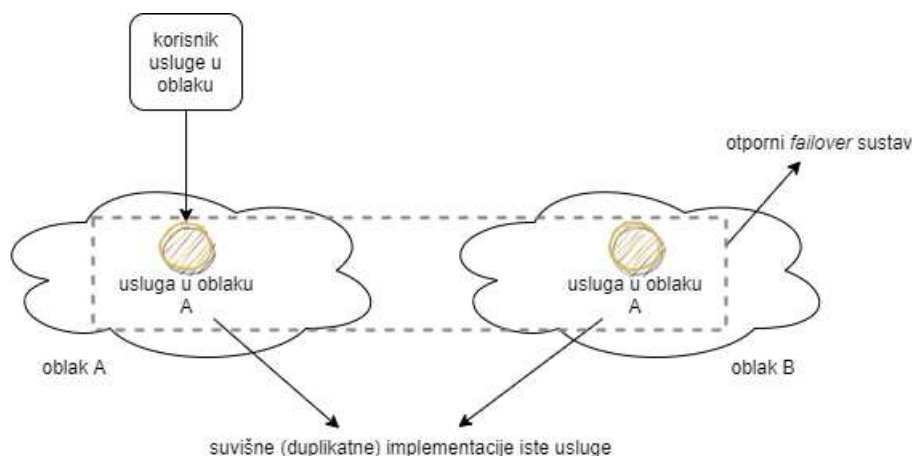 korisnik
usluge u
oblaku
otporni failover sustav
usluga u oblaku
A
usluga u oblaku
A
oblak A
oblak B
suvišne (duplikatne) implementacije iste usluge